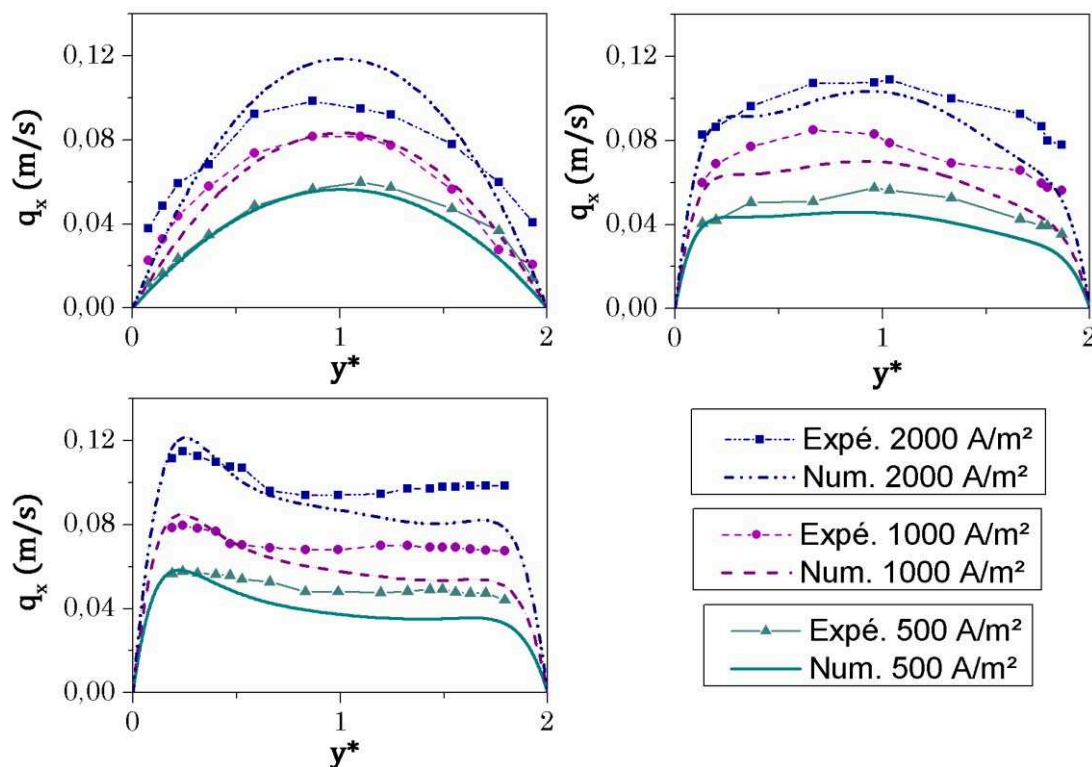 0,12
0,08
0,04
0,00
q_x (m/s)
0
1
2
y*
0,12
0,08
0,04
0,00
q_x (m/s)
0
1
2
y*
0,12
0,08
0,04
0,00
q_x (m/s)
0
1
2
y*
Expé. 2000 A/m²
Num. 2000 A/m²
Expé. 1000 A/m²
Num. 1000 A/m²
Expé. 500 A/m²
Num. 500 A/m²